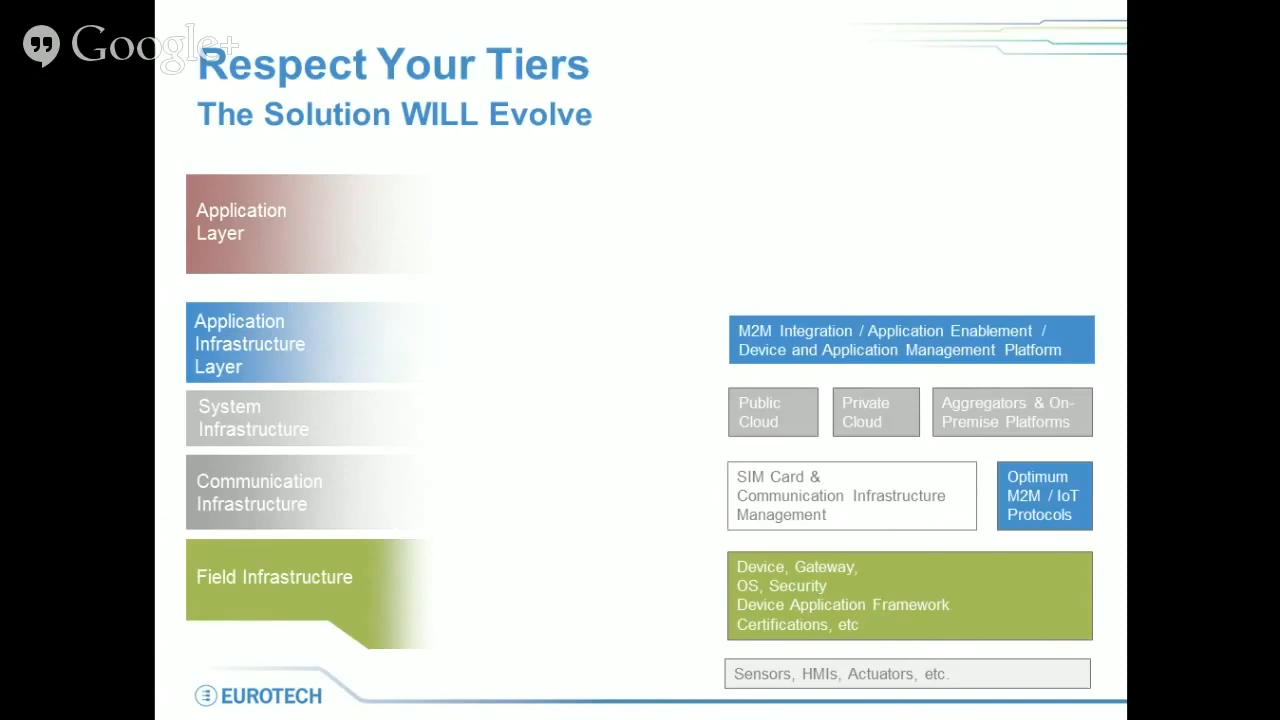 Google+
Respect Your Tiers
The Solution WILL Evolve
Application
Layer
Application
Infrastructure
Layer
M2M Integration / Application Enablement /
Device and Application Management Platform
System
Infrastructure
Public
Cloud
Private
Cloud
Aggregators & On-
Premise Platforms
Communication
Infrastructure
SIM Card &
Communication Infrastructure
Management
Optimum
M2M / IoT
Protocols
Field Infrastructure
Device, Gateway,
OS, Security
Device Application Framework
Certifications, etc
Sensors, HMIs, Actuators, etc.
EUROTECH